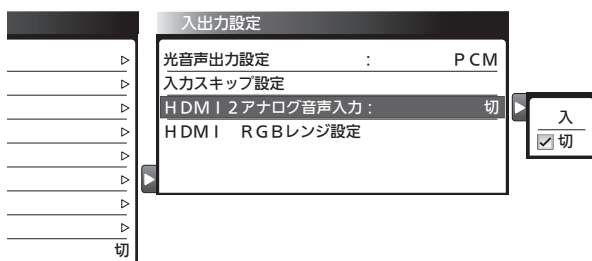 入出力設定
光音声出力設定 : PCM
入力スキップ設定
HDMI2アナログ音声入力: 切
HDMI RGBレンジ設定
入
切
切